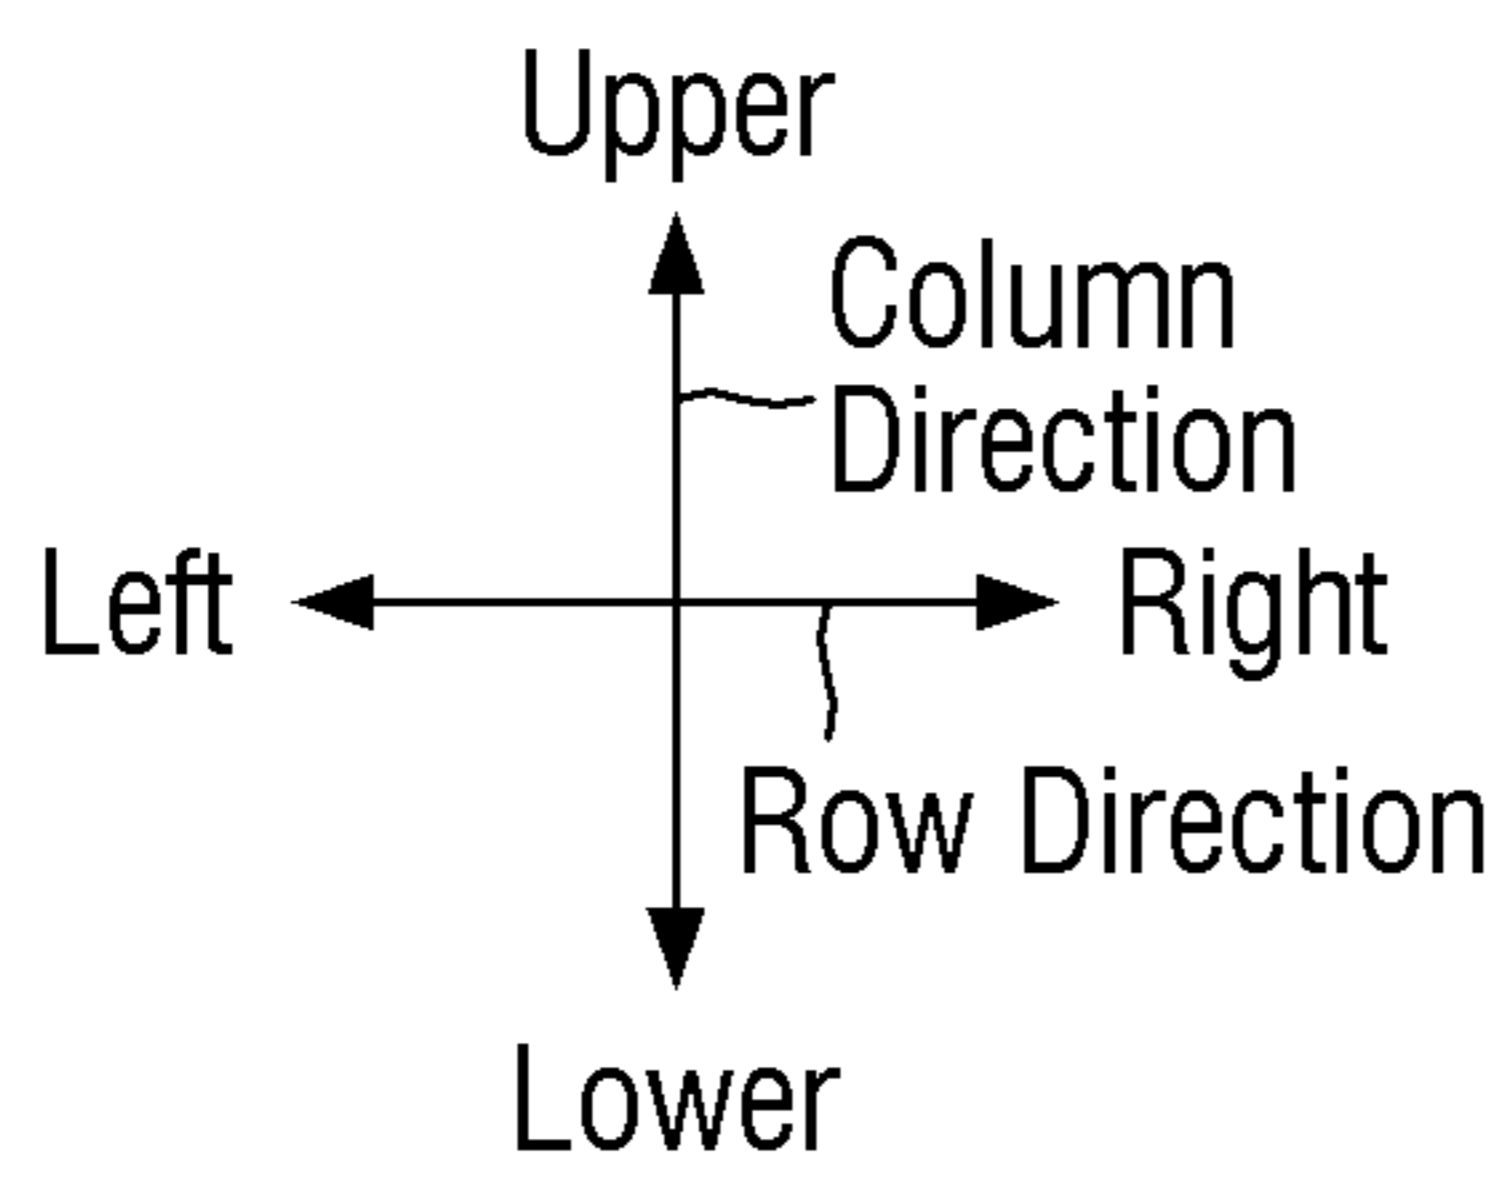 Upper
Column
Direction
Left
Right
Row Direction
Lower